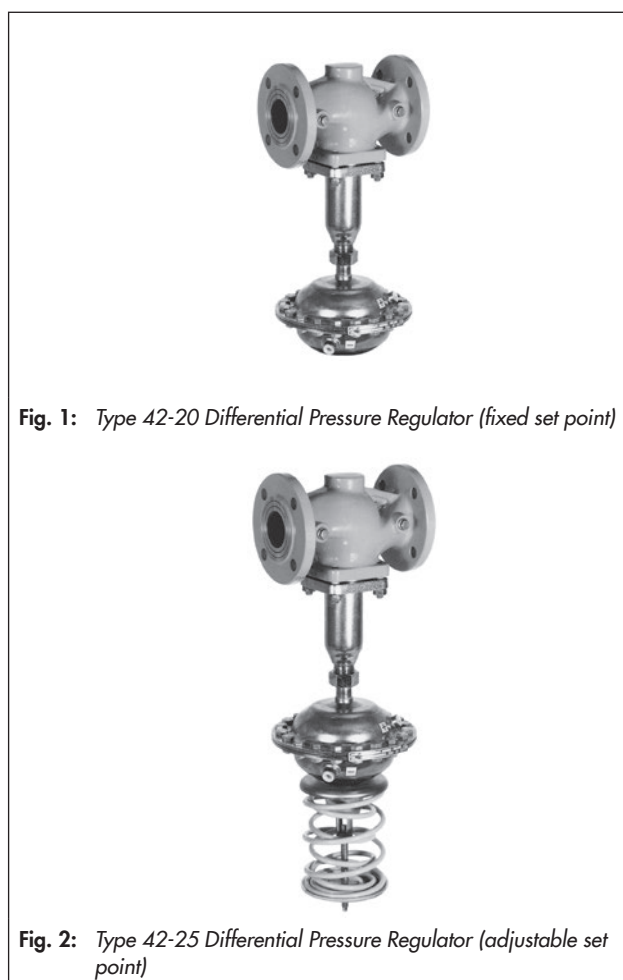 Fig. 1: Type 42-20 Differential Pressure Regulator (fixed set point)
Fig. 2: Type 42-25 Differential Pressure Regulator (adjustable set
point)